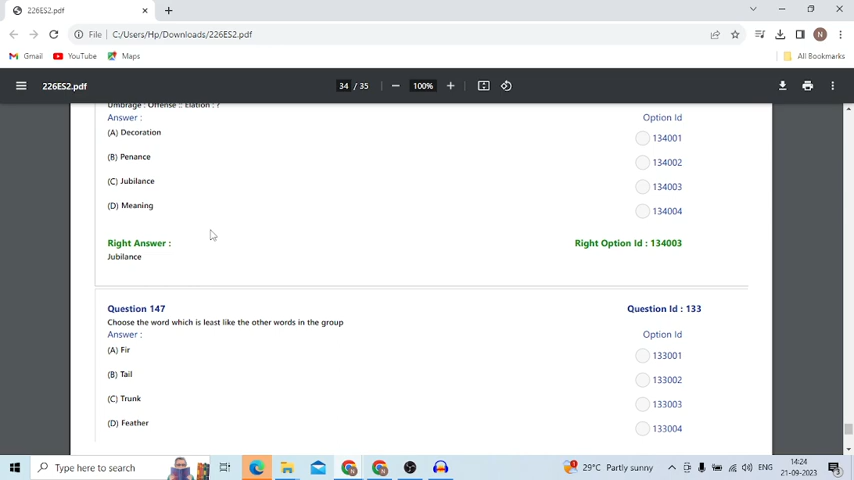 226ES2.pdf
File
C:/Users/Hp/Downloads/226ES2.pdf
N
Gmail
YouTube
Maps
All Bookmarks
226ES2.pdf
34 / 35
100%
Umbrage : Offense :: Elation : ?
Answer :
Option Id
(A) Decoration
134001
(B) Penance
134002
(C) Jubilance
134003
(D) Meaning
134004
Right Answer :
Right Option Id : 134003
Jubilance
Question 147
Question Id : 133
Choose the word which is least like the other words in the group
Answer :
Option Id
(A) Fir
133001
(B) Tail
133002
(C) Trunk
133003
(D) Feather
133004
Type here to search
29°C Partly sunny
ENG
14:24
21-09-2023
3